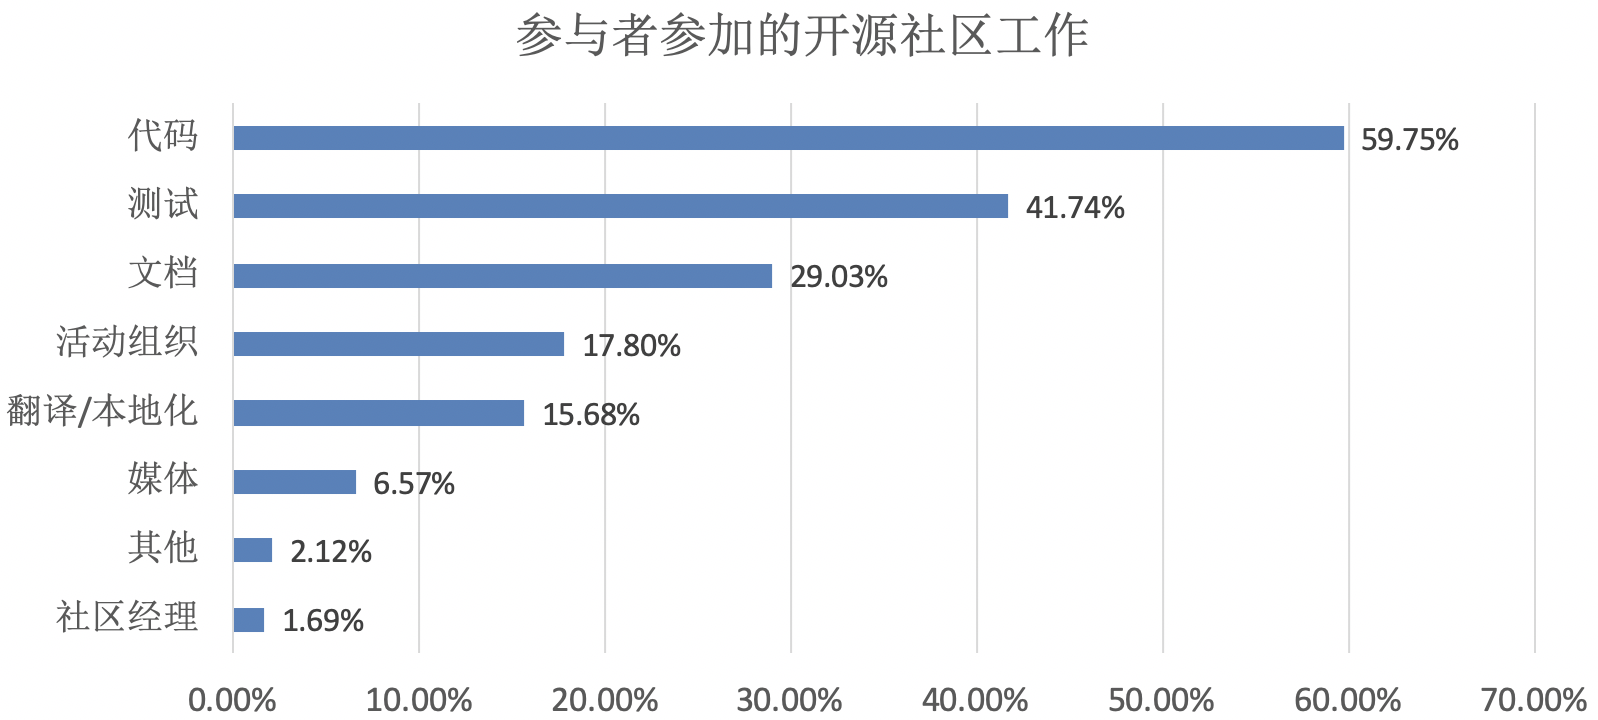 参与者参加的开源社区工作
代码 59.75%
测试 41.74%
文档 29.03%
活动组织 17.80%
翻译/本地化 15.68%
媒体 6.57%
其他 2.12%
社区经理 1.69%
0.00% 10.00% 20.00% 30.00% 40.00% 50.00% 60.00% 70.00%